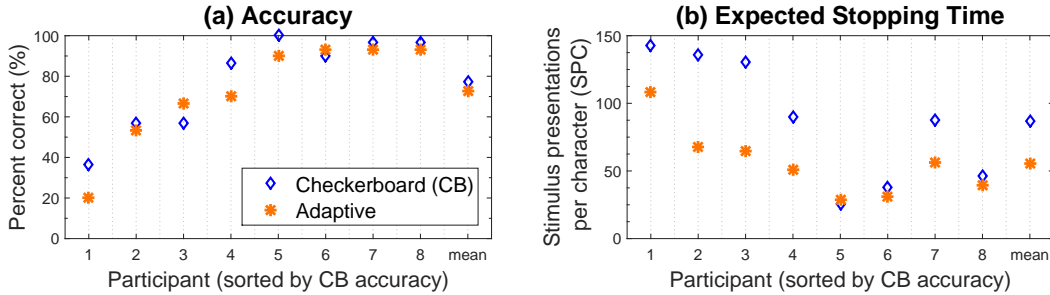 (a) Accuracy
Percent correct (%)
100
80
60
40
20
0
Checkerboard (CB)
Adaptive
1 2 3 4 5 6 7 8 mean
Participant (sorted by CB accuracy)
(b) Expected Stopping Time
Stimulus presentations
per character (SPC)
150
100
50
0
1 2 3 4 5 6 7 8 mean
Participant (sorted by CB accuracy)